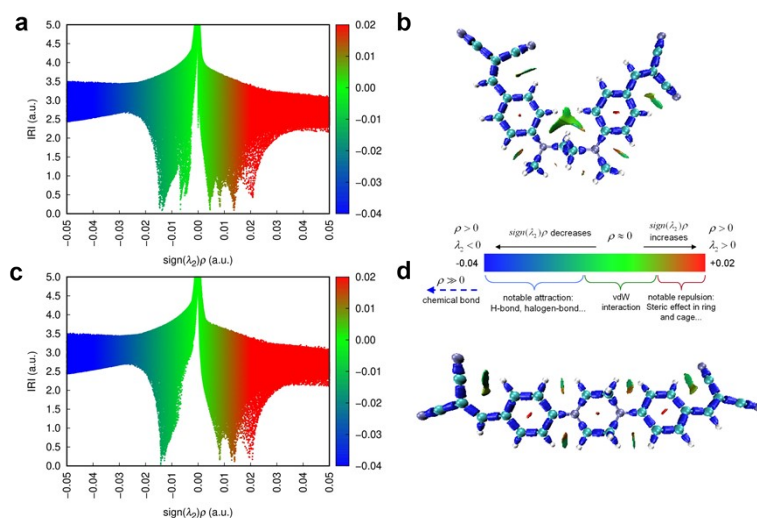 a
5.0
4.5
4.0
3.5
3.0
2.5
2.0
1.5
1.0
0.5
0.0
IRI (a.u.)
-0.05
-0.04
-0.03
-0.02
-0.01
0.00
0.01
0.02
0.03
0.04
0.05
sign(λ₂)ρ (a.u.)
0.02
0.01
0.00
-0.01
-0.02
-0.03
-0.04
b
c
5.0
4.5
4.0
3.5
3.0
2.5
2.0
1.5
1.0
0.5
0.0
IRI (a.u.)
-0.05
-0.04
-0.03
-0.02
-0.01
0.00
0.01
0.02
0.03
0.04
0.05
sign(λ₂)ρ (a.u.)
0.02
0.01
0.00
-0.01
-0.02
-0.03
-0.04
ρ>0
λ₂<0
sign(λ₂)ρ decreases
ρ≈0
sign(λ₂)ρ
increases
ρ>0
λ₂>0
d
-0.04
+0.02
ρ≫0
chemical bond
notable attraction:
H-bond, halogen-bond...
vdW
interaction
notable repulsion:
Steric effect in ring
and cage...